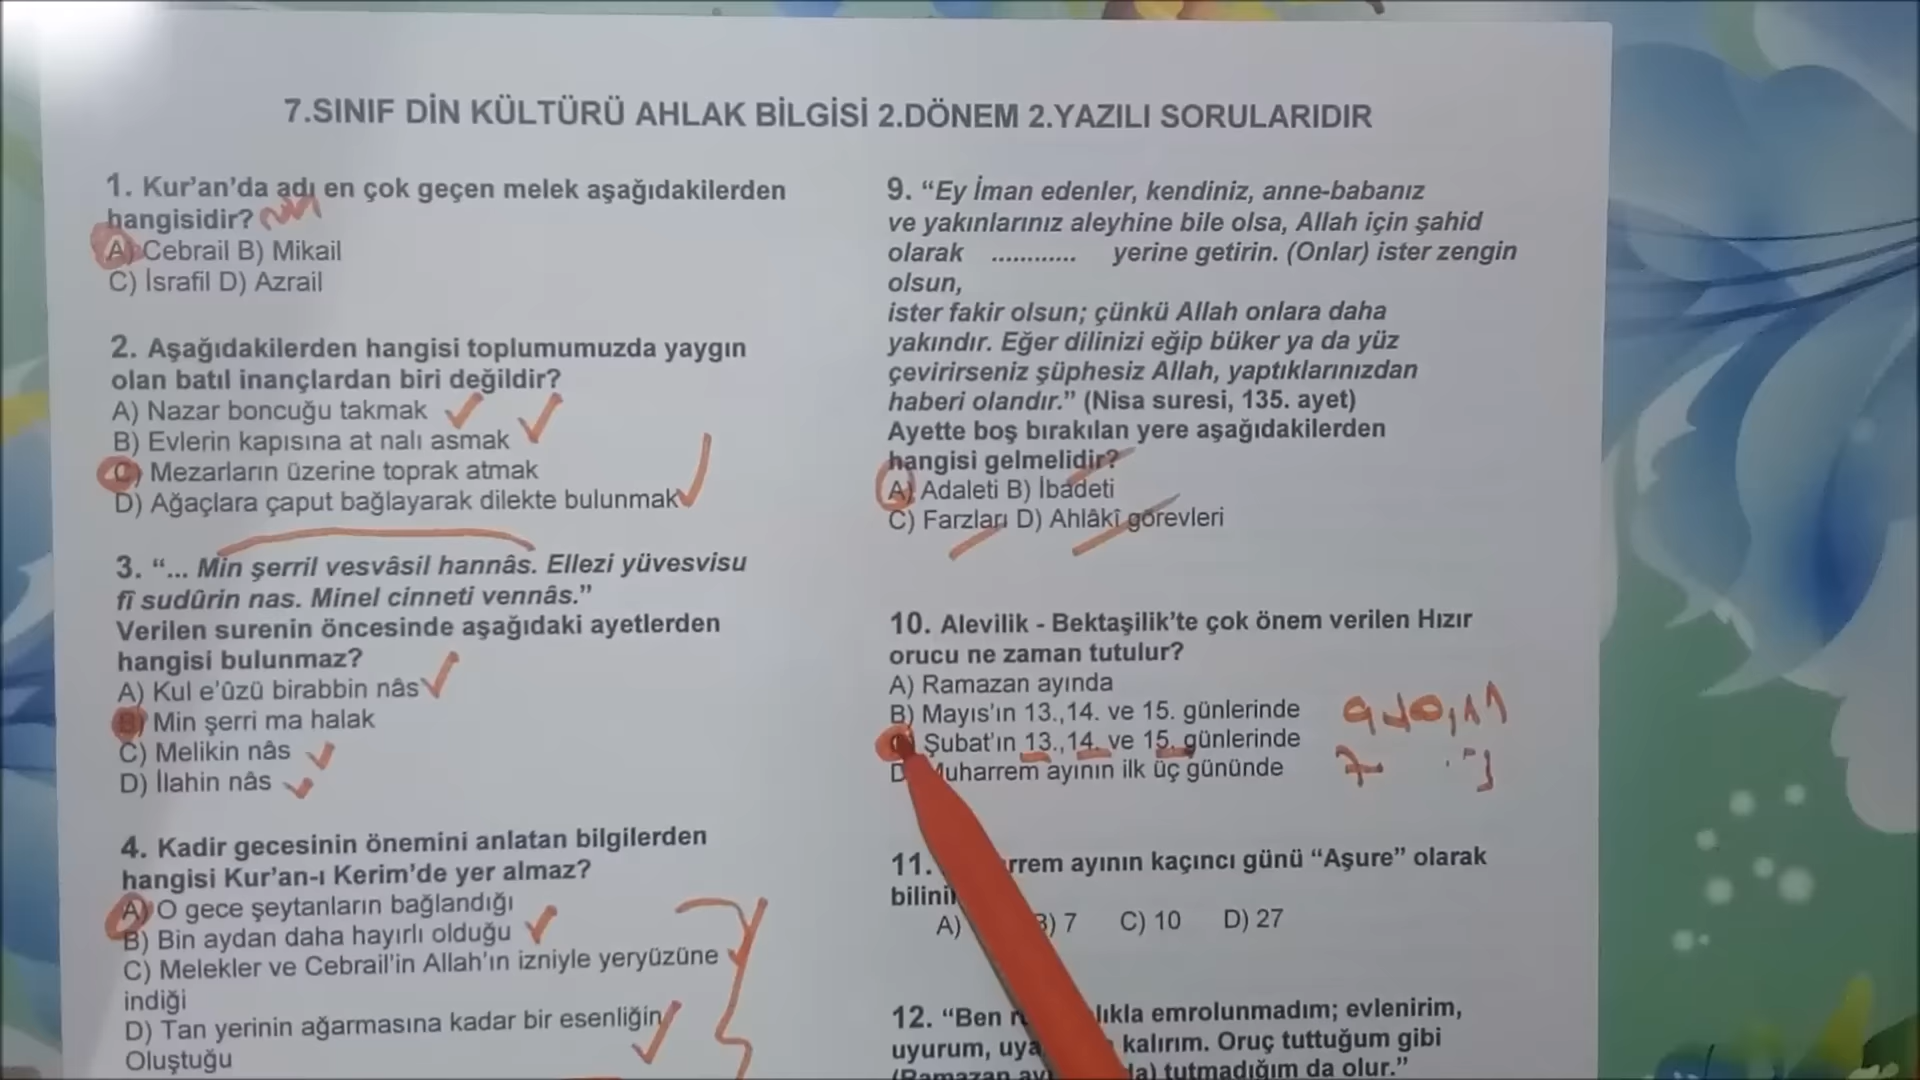 7.SINIF DİN KÜLTÜRÜ AHLAK BİLGİSİ 2.DÖNEM 2.YAZILI SORULARIDIR
1. Kur’an’da adı en çok geçen melek aşağıdakilerden
hangisidir?
A) Cebrail B) Mikail
C) İsrafil D) Azrail
2. Aşağıdakilerden hangisi toplumumuzda yaygın
olan batıl inançlardan biri değildir?
A) Nazar boncuğu takmak
B) Evlerin kapısına at nalı asmak
C) Mezarların üzerine toprak atmak
D) Ağaçlara çaput bağlayarak dilekte bulunmak
3. “... Min şerril vesvâsil hannâs. Ellezi yüvesvisu
fî sudûrin nas. Minel cinneti vennâs.”
Verilen surenin öncesinde aşağıdaki ayetlerden
hangisi bulunmaz?
A) Kul e’ûzü birabbin nâs
B) Min şerri ma halak
C) Melikin nâs
D) İlahin nâs
4. Kadir gecesinin önemini anlatan bilgilerden
hangisi Kur’an-ı Kerim’de yer almaz?
A) O gece şeytanların bağlandığı
B) Bin aydan daha hayırlı olduğu
C) Melekler ve Cebrail’in Allah’ın izniyle yeryüzüne
indiği
D) Tan yerinin ağarmasına kadar bir esenliğin
Oluştuğu
9. “Ey İman edenler, kendiniz, anne-babanız
ve yakınlarınız aleyhine bile olsa, Allah için şahid
olarak ............ yerine getirin. (Onlar) ister zengin
olsun,
ister fakir olsun; çünkü Allah onlara daha
yakındır. Eğer dilinizi eğip büker ya da yüz
çevirirseniz şüphesiz Allah, yaptıklarınızdan
haberi olandır.” (Nisa suresi, 135. ayet)
Ayette boş bırakılan yere aşağıdakilerden
hangisi gelmelidir?
A) Adaleti B) İbadeti
C) Farzları D) Ahlâkî görevleri
10. Alevilik - Bektaşilik’te çok önem verilen Hızır
orucu ne zaman tutulur?
A) Ramazan ayında
B) Mayıs’ın 13.,14. ve 15. günlerinde
Şubat’ın 13.,14. ve 15. günlerinde
Muharrem ayının ilk üç gününde
9,10,11
11. ayının kaçıncı günü “Aşure” olarak
A) B) 7 C) 10 D) 27
12. “Ben emrolunmadım; evlenirim,
uyurum, kalırım. Oruç tuttuğum gibi
(Ramazan tutmadığım da olur.”